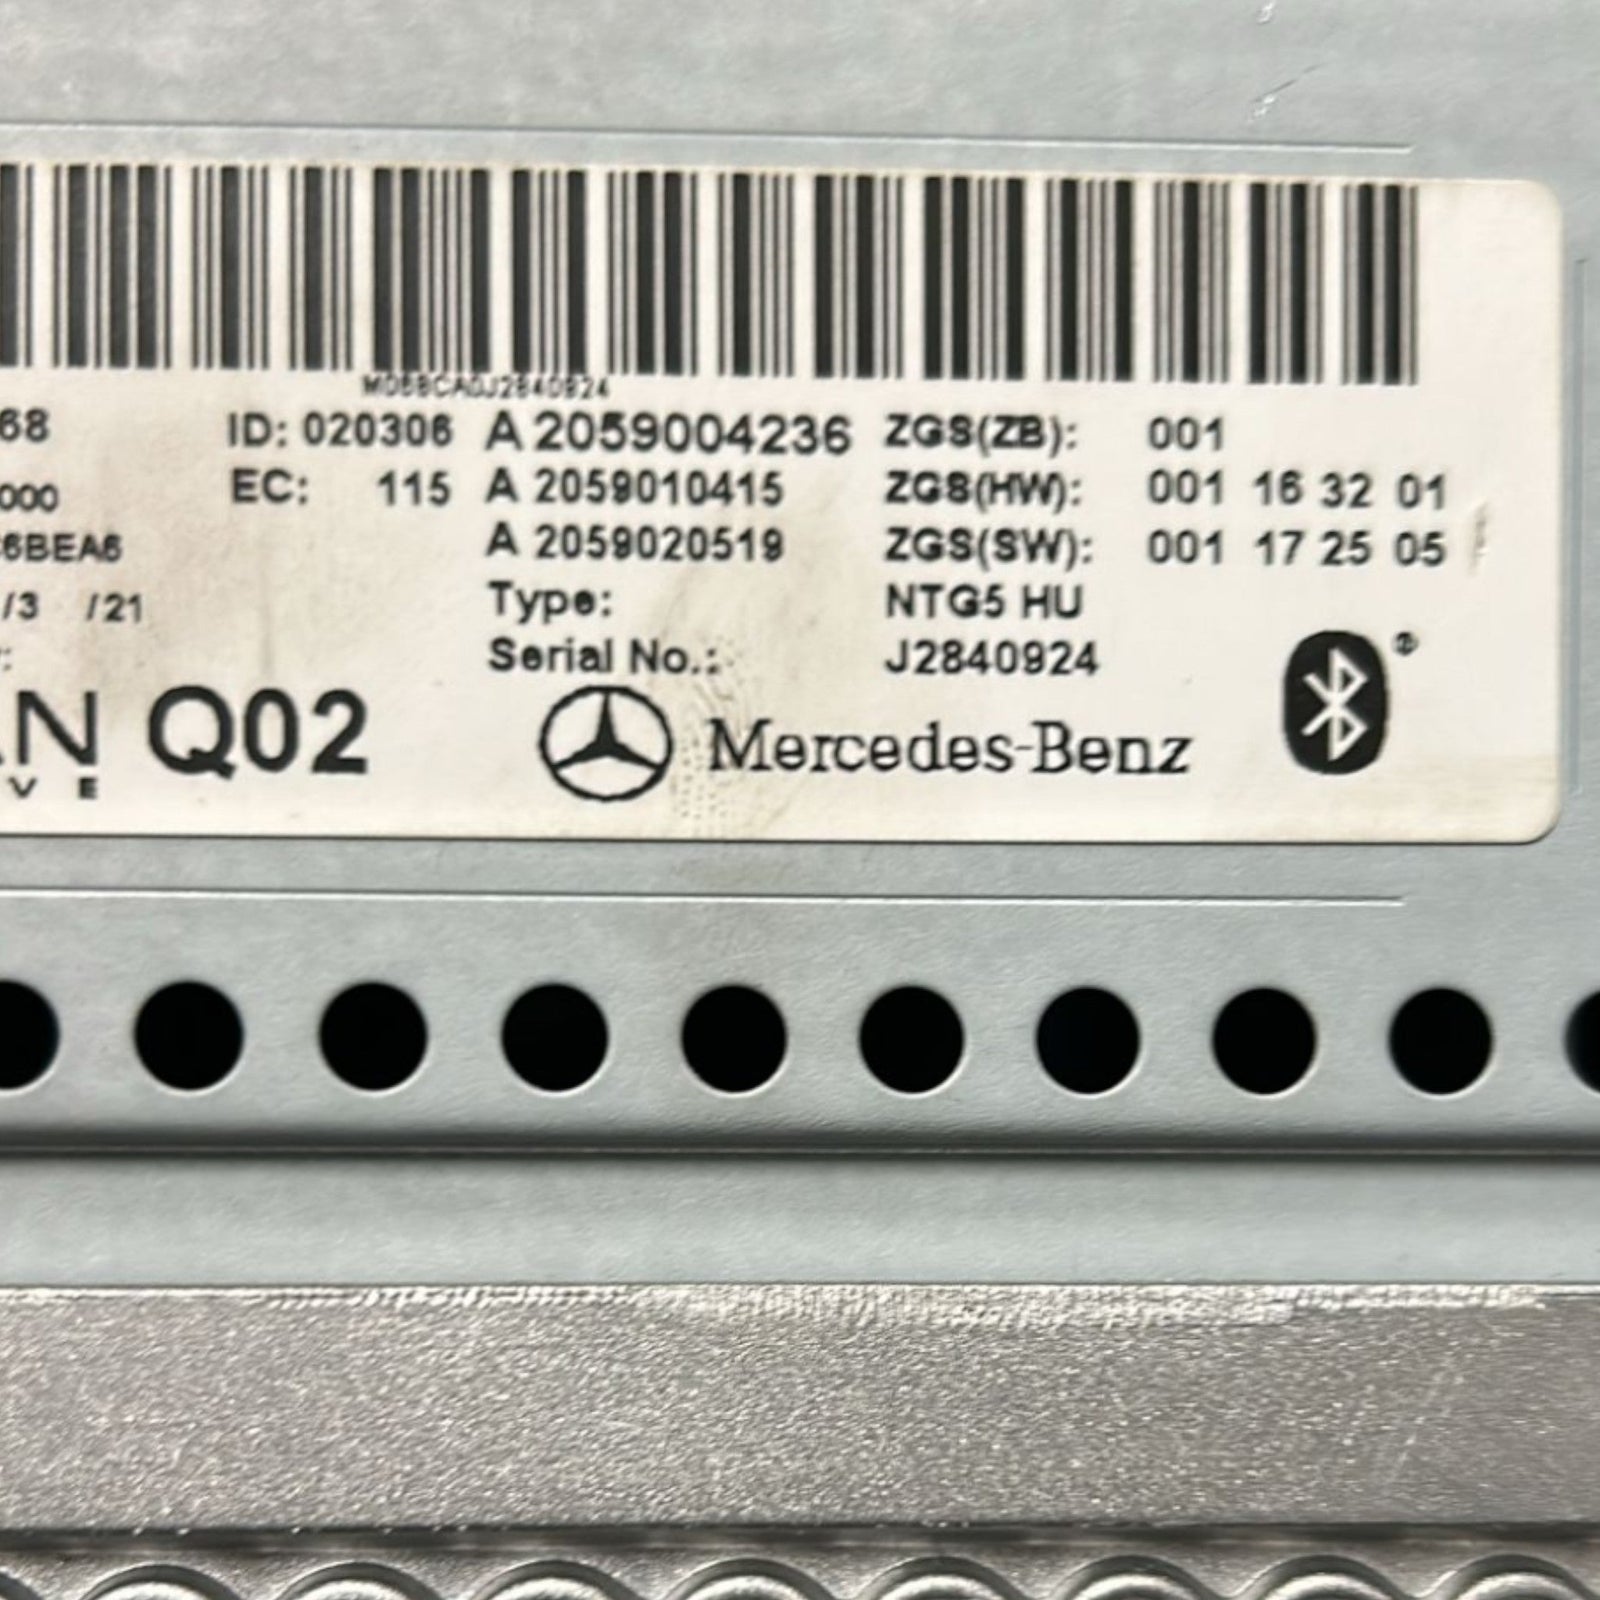 M068CA0J2840924
68 ID: 020306 A 2059004236 ZGS(ZB): 001
000 EC: 115 A 2059010415 ZGS(HW): 001 16 32 01
6BEA6 A 2059020519 ZGS(SW): 001 17 25 05
/3 /21 Type: NTG5 HU
Serial No.: J2840924
AN Q02 Mercedes-Benz
V E